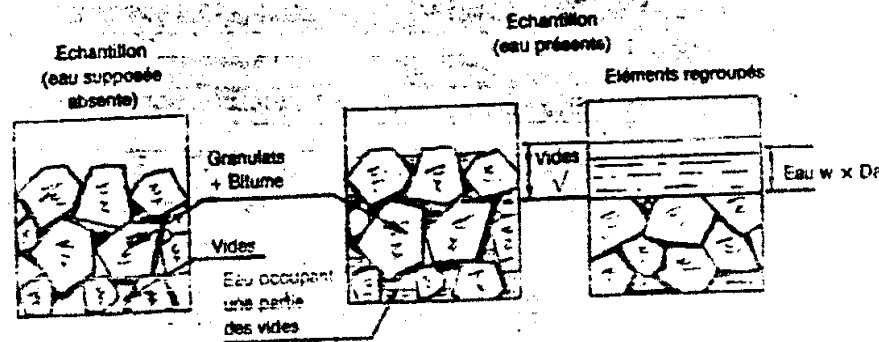 Echantillon
(eau supposée
absente)
Echantillon
(eau présente)
Eléments regroupés
Granulats
+ Bitume
Vides
Eau occupant
une partie
des vides
Vides
√
Eau w × Da